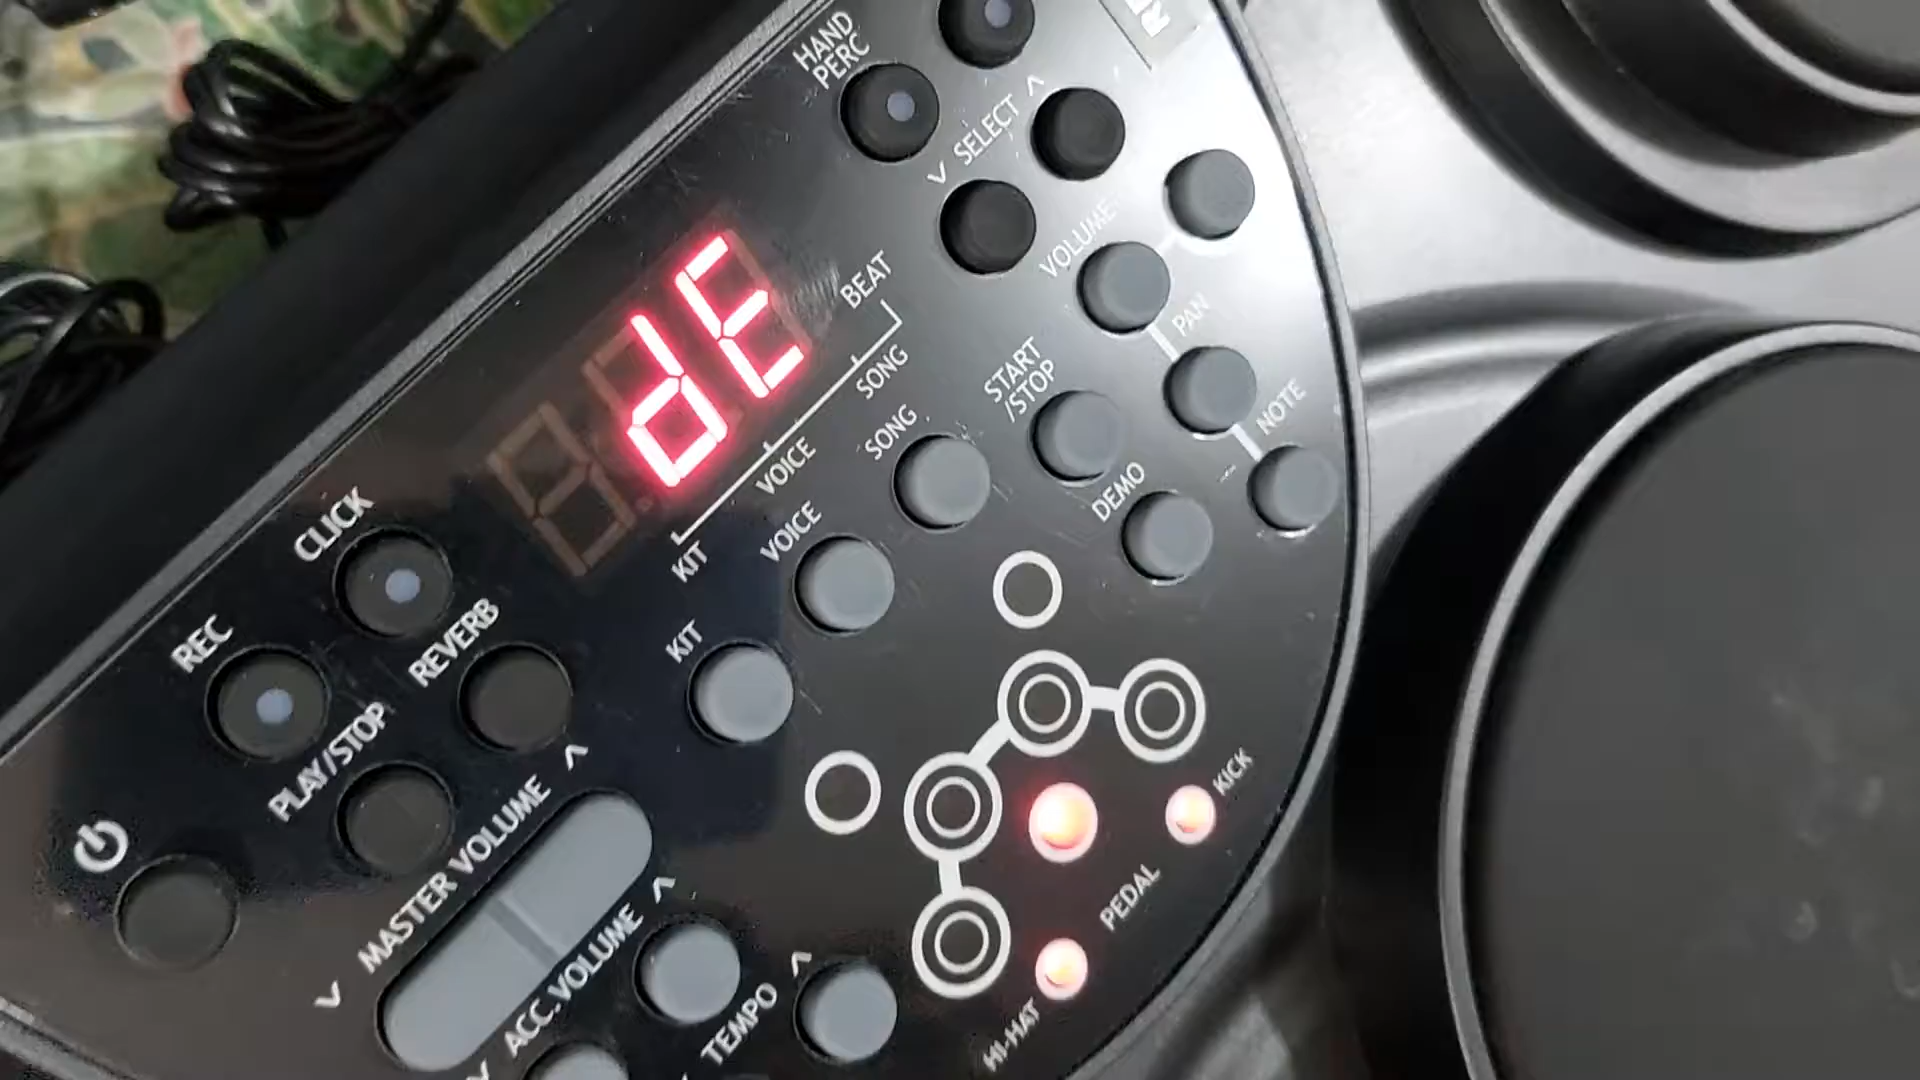 HAND
PERC
∨ SELECT ∧
VOLUME
PAN
NOTE
BEAT
SONG
VOICE
KIT
dE
START
/STOP
SONG
DEMO
VOICE
KIT
CLICK
REC
REVERB
PLAY/STOP
∨ MASTER VOLUME ∧
∨ ACC. VOLUME ∧
TEMPO ∧
KICK
PEDAL
HI-HAT